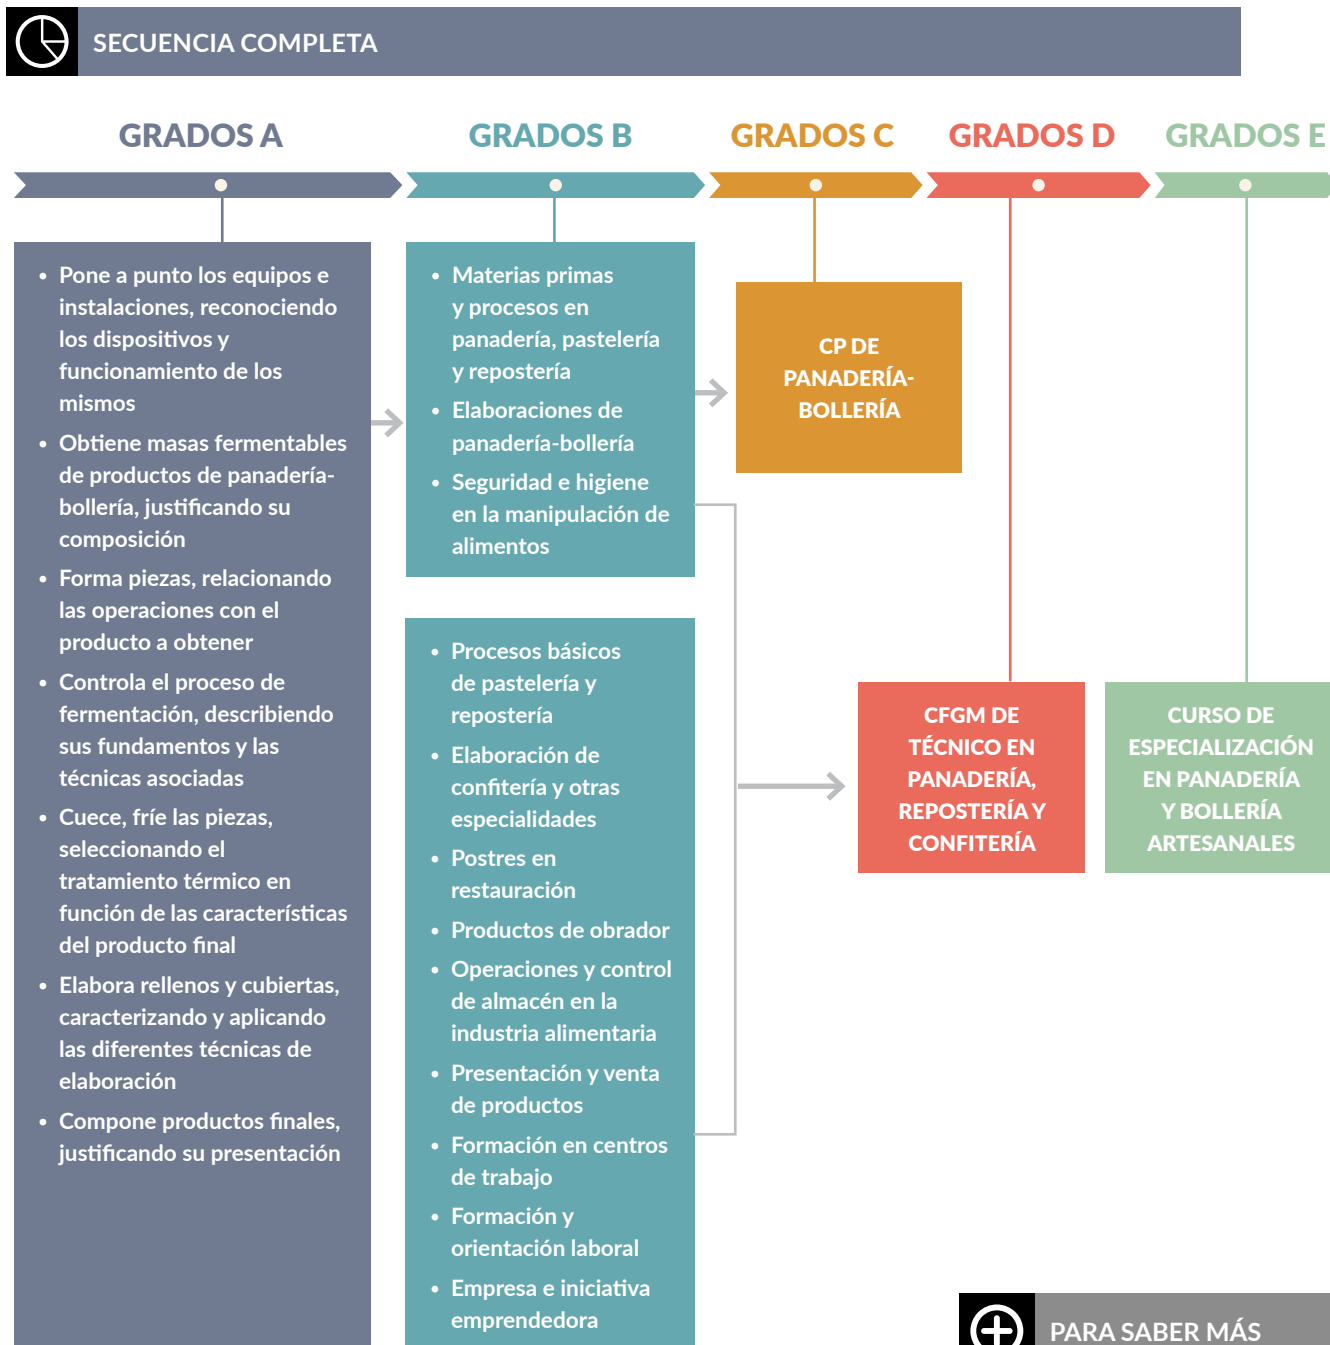 SECUENCIA COMPLETA
GRADOS A
GRADOS B
GRADOS C
GRADOS D
GRADOS E
• Pone a punto los equipos e
instalaciones, reconociendo
los dispositivos y
funcionamiento de los
mismos
• Obtiene masas fermentables
de productos de panadería-
bollería, justificando su
composición
• Forma piezas, relacionando
las operaciones con el
producto a obtener
• Controla el proceso de
fermentación, describiendo
sus fundamentos y las
técnicas asociadas
• Cuece, fríe las piezas,
seleccionando el
tratamiento térmico en
función de las características
del producto final
• Elabora rellenos y cubiertas,
caracterizando y aplicando
las diferentes técnicas de
elaboración
• Compone productos finales,
justificando su presentación
• Materias primas
y procesos en
panadería, pastelería
y repostería
• Elaboraciones de
panadería-bollería
• Seguridad e higiene
en la manipulación de
alimentos
• Procesos básicos
de pastelería y
repostería
• Elaboración de
confitería y otras
especialidades
• Postres en
restauración
• Productos de obrador
• Operaciones y control
de almacén en la
industria alimentaria
• Presentación y venta
de productos
• Formación en centros
de trabajo
• Formación y
orientación laboral
• Empresa e iniciativa
emprendedora
CP DE
PANADERÍA-
BOLLERÍA
CFGM DE
TÉCNICO EN
PANADERÍA,
REPOSTERÍA Y
CONFITERÍA
CURSO DE
ESPECIALIZACIÓN
EN PANADERÍA
Y BOLLERÍA
ARTESANALES
PARA SABER MÁS